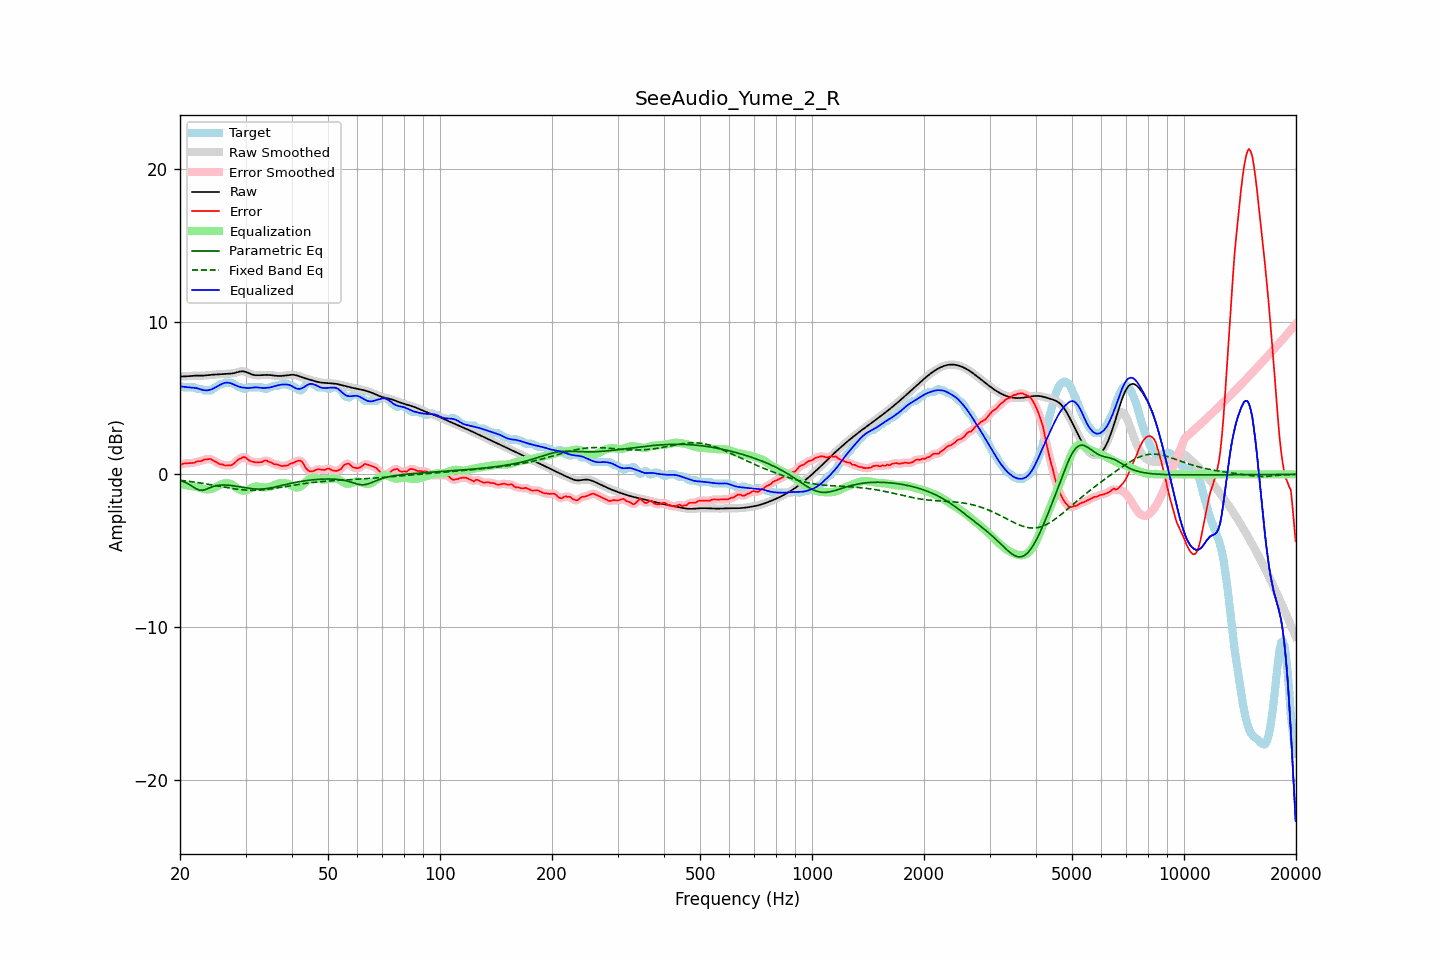 SeeAudio_Yume_2_R
Target
Raw Smoothed
Error Smoothed
Raw
Error
Equalization
Parametric Eq
Fixed Band Eq
Equalized
Amplitude (dBr)
20
10
0
−10
−20
20
50
100
200
500
1000
2000
5000
10000
20000
Frequency (Hz)